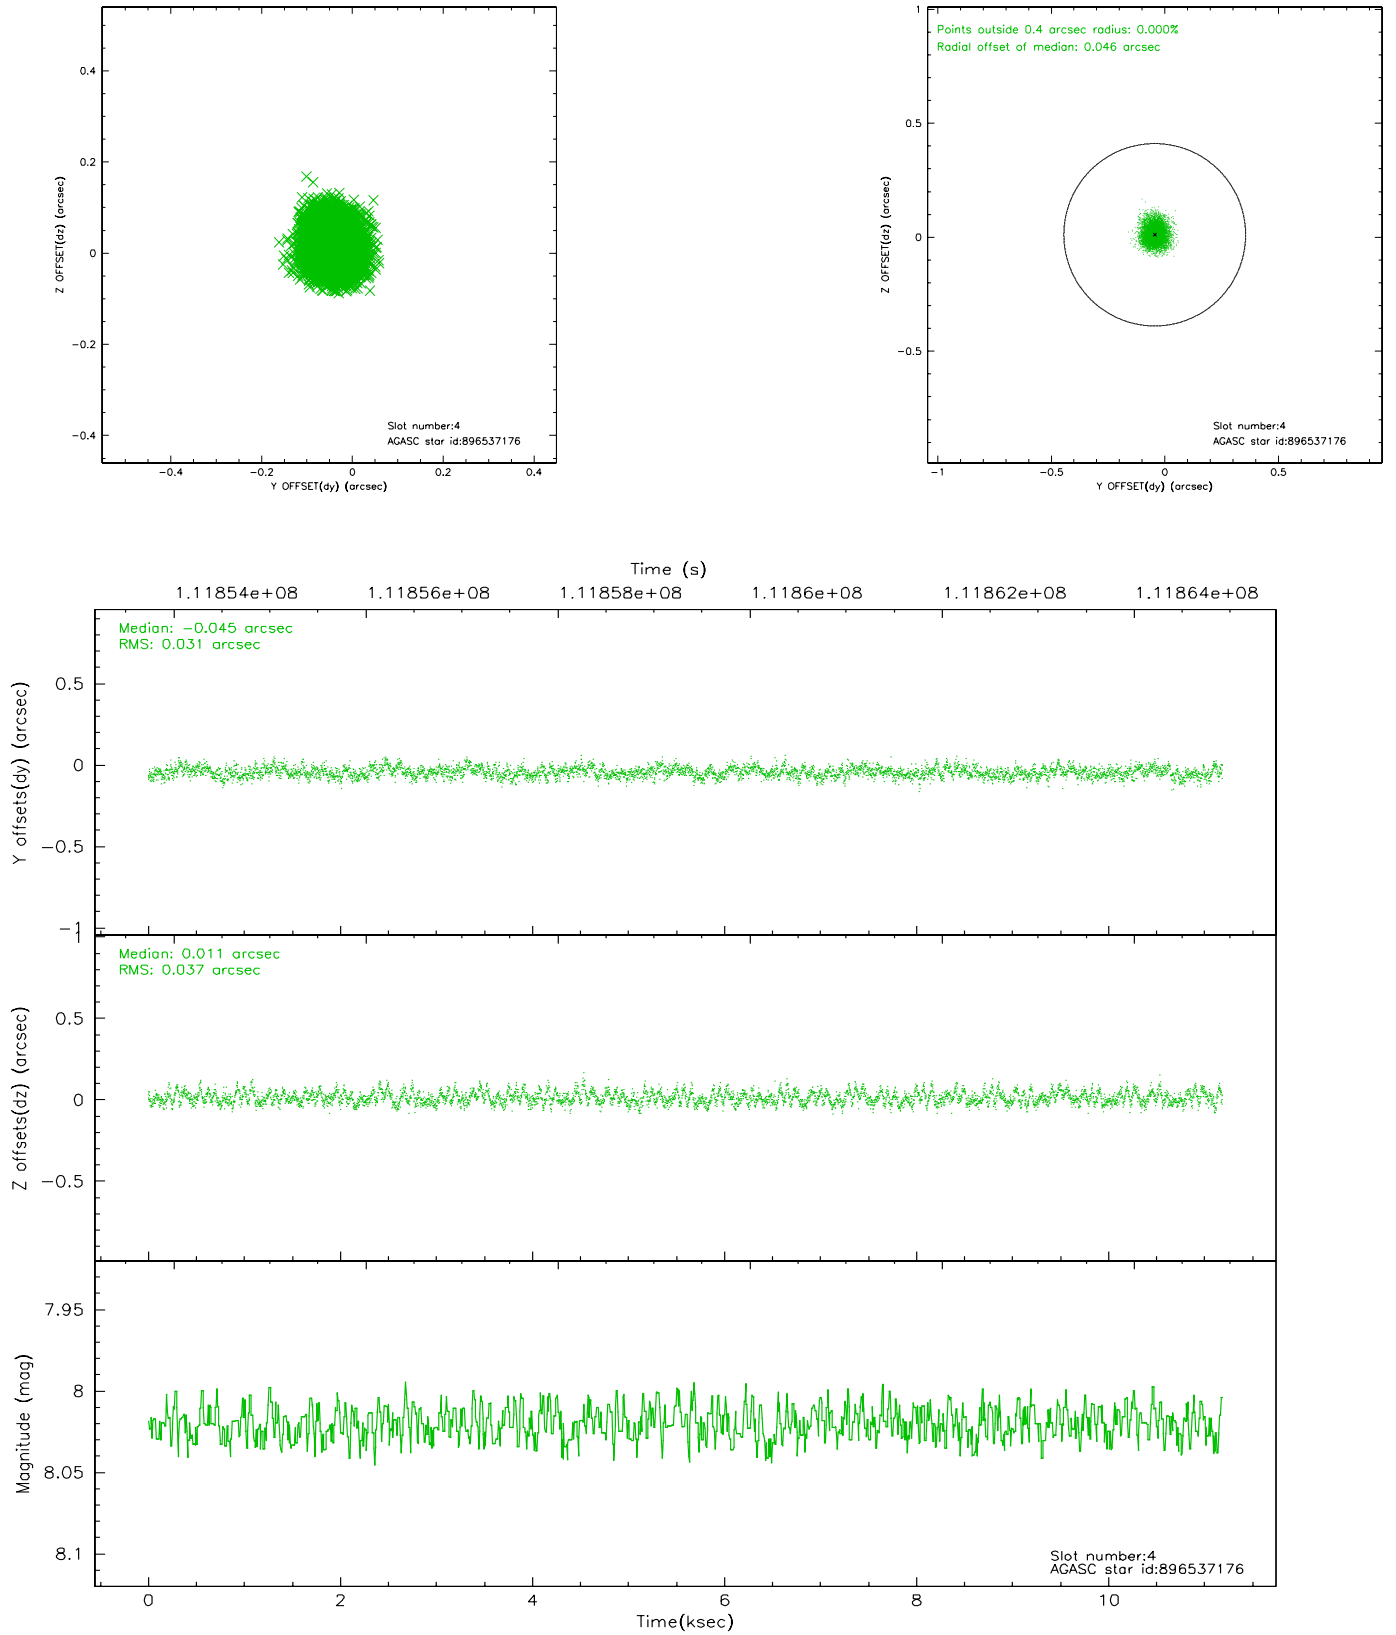 0.4
0.2
0
−0.2
−0.4
Z OFFSET(dz) (arcsec)
Slot number:4
AGASC star id:896537176
−0.4
−0.2
0
0.2
0.4
Y OFFSET(dy) (arcsec)
Points outside 0.4 arcsec radius: 0.000%
Radial offset of median: 0.046 arcsec
1
0.5
0
−0.5
Z OFFSET(dz) (arcsec)
Slot number:4
AGASC star id:896537176
−1
−0.5
0
0.5
Y OFFSET(dy) (arcsec)
Time (s)
1.11854e+08
1.11856e+08
1.11858e+08
1.1186e+08
1.11862e+08
1.11864e+08
Median: −0.045 arcsec
RMS: 0.031 arcsec
0.5
0
−0.5
−1
Y offsets(dy) (arcsec)
Median: 0.011 arcsec
RMS: 0.037 arcsec
1
0.5
0
−0.5
Z offsets(dz) (arcsec)
7.95
8
8.05
8.1
Magnitude (mag)
Slot number:4
AGASC star id:896537176
0
2
4
6
8
10
Time(ksec)